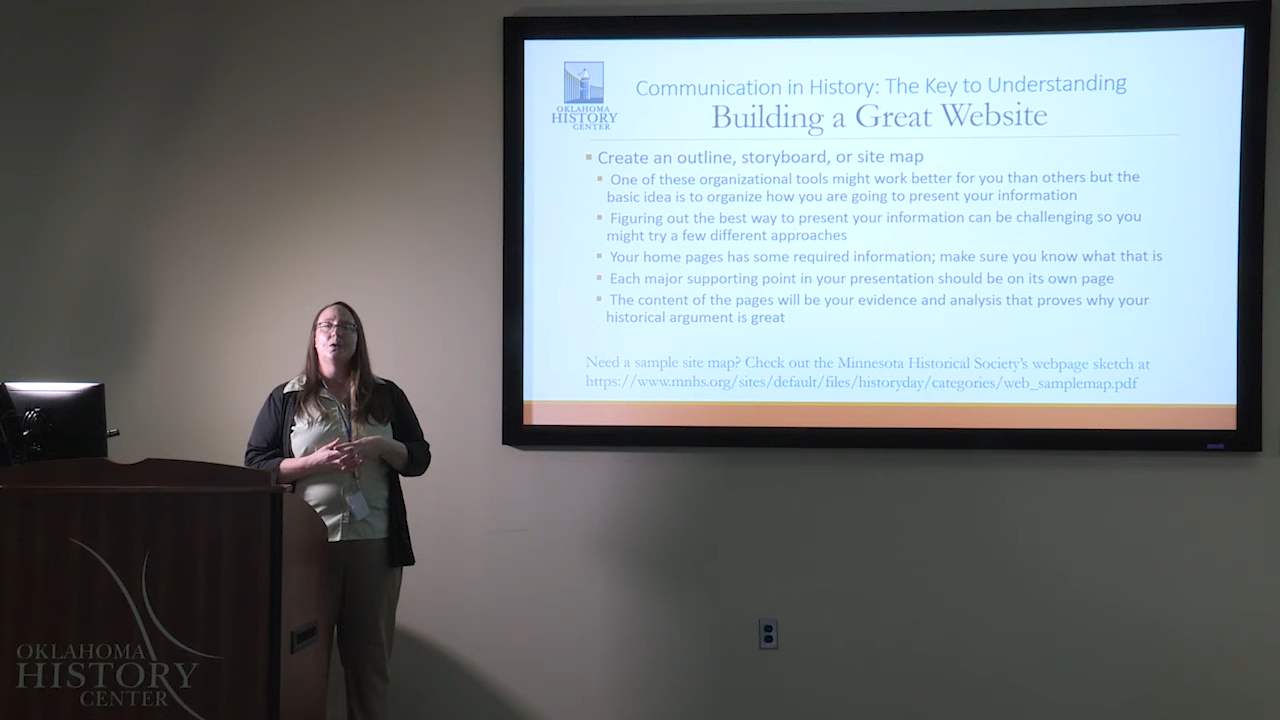 Communication in History: The Key to Understanding
Building a Great Website
OKLAHOMA
HISTORY
CENTER
▪ Create an outline, storyboard, or site map
▪ One of these organizational tools might work better for you than others but the
basic idea is to organize how you are going to present your information
▪ Figuring out the best way to present your information can be challenging so you
might try a few different approaches
▪ Your home pages has some required information; make sure you know what that is
▪ Each major supporting point in your presentation should be on its own page
▪ The content of the pages will be your evidence and analysis that proves why your
historical argument is great
Need a sample site map? Check out the Minnesota Historical Society's webpage sketch at
https://www.mnhs.org/sites/default/files/historyday/categories/web_samplemap.pdf
OKLAHOMA
HISTORY
CENTER